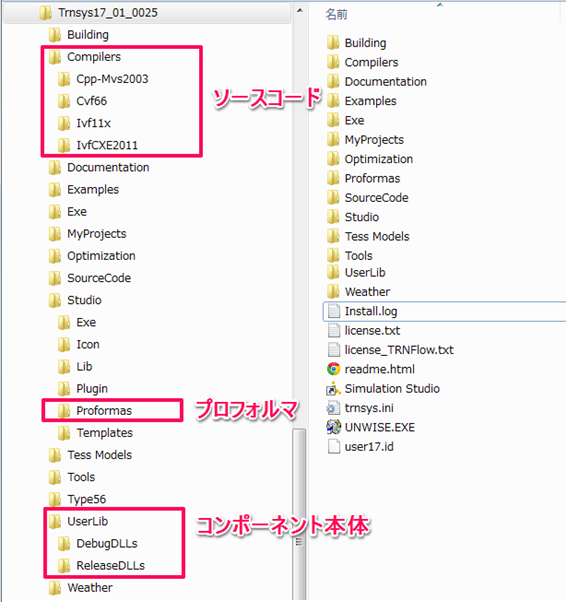 Trnsys17_01_0025
Building
Compilers
Cpp-Mvs2003
Cvf66
Ivf11x
IvfCXE2011
ソースコード
Documentation
Examples
Exe
MyProjects
Optimization
SourceCode
Studio
Exe
Icon
Lib
Plugin
Proformas
プロフォルマ
Templates
Tess Models
Tools
Type56
UserLib
コンポーネント本体
DebugDLLs
ReleaseDLLs
Weather
名前
Building
Compilers
Documentation
Examples
Exe
MyProjects
Optimization
Proformas
SourceCode
Studio
Tess Models
Tools
UserLib
Weather
Install.log
license.txt
license_TRNFlow.txt
readme.html
Simulation Studio
trnsys.ini
UNWISE.EXE
user17.id